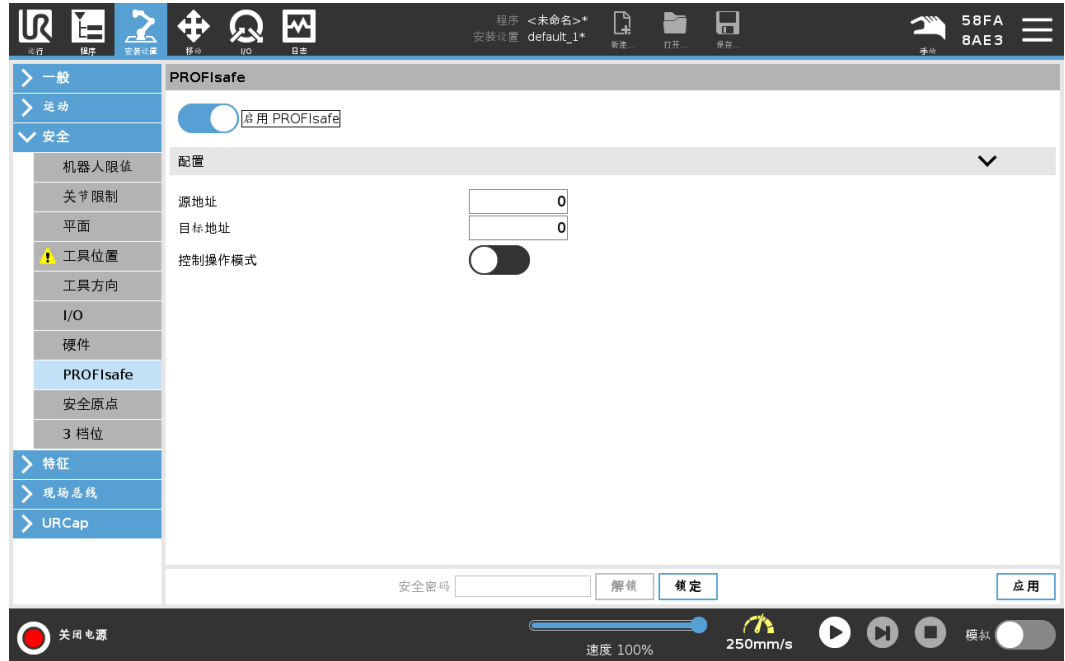 UR
运行
程序
安装设置
移动
I/O
日志
程序 <未命名>*
安装设置 default_1*
新建...
打开...
保存...
手动
58FA
8AE3
一般
运动
安全
机器人限值
关节限制
平面
工具位置
工具方向
I/O
硬件
PROFIsafe
安全原点
3 档位
特征
现场总线
URCap
PROFIsafe
启用 PROFIsafe
配置
源地址 0
目标地址 0
控制操作模式
安全密码 解锁 锁定 应用
关闭电源
速度 100%
250mm/s
模拟